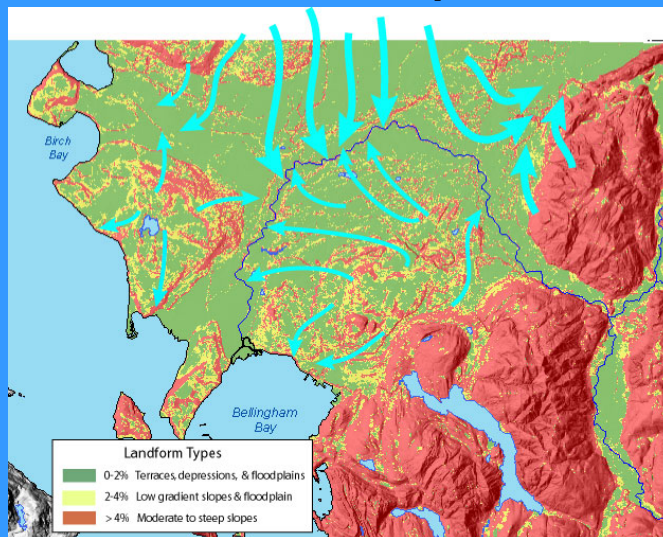 Birch
Bay
Bellingham
Bay
Landform Types
0-2% Terraces, depressions, & floodplains
2-4% Low gradient slopes & floodplain
>4% Moderate to steep slopes